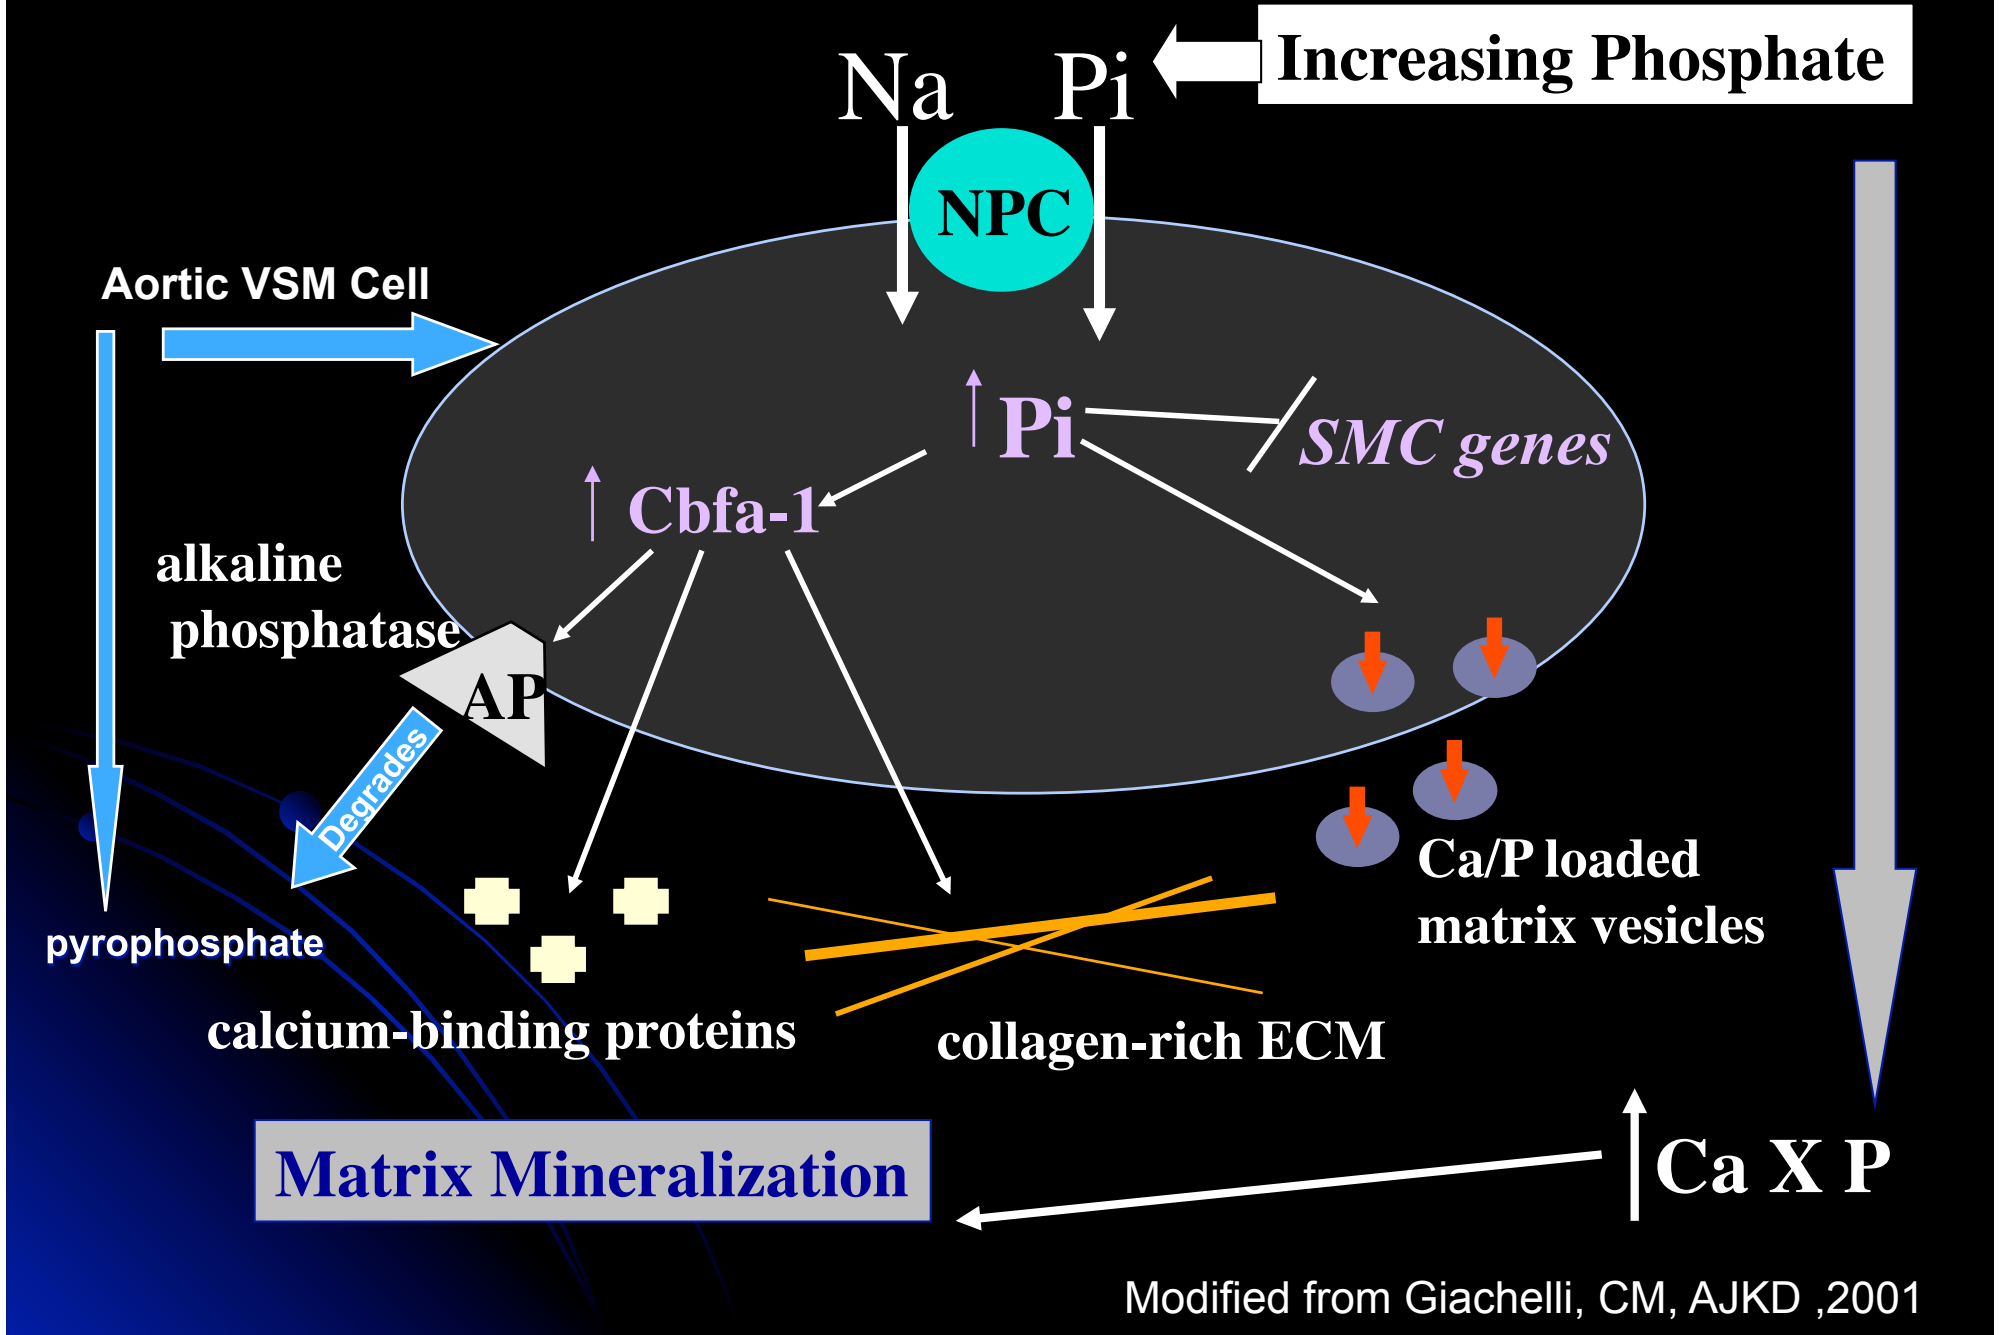 Increasing Phosphate
Na Pi
NPC
Aortic VSM Cell
Pi
SMC genes
Cbfa-1
alkaline
phosphatase
AP
Degrades
Ca/P loaded
matrix vesicles
pyrophosphate
calcium-binding proteins
collagen-rich ECM
Matrix Mineralization
Ca X P
Modified from Giachelli, CM, AJKD ,2001